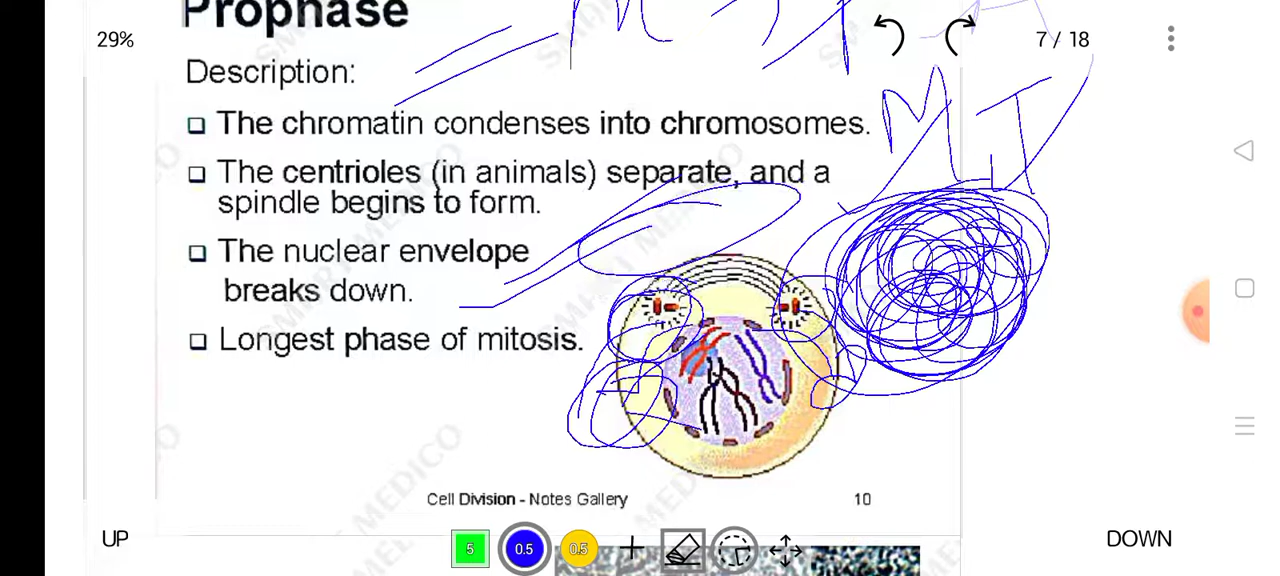 Prophase
29%
7 / 18
Description:
❑ The chromatin condenses into chromosomes.
❑ The centrioles (in animals) separate, and a
spindle begins to form.
❑ The nuclear envelope
breaks down.
❑ Longest phase of mitosis.
Cell Division - Notes Gallery 10
UP
5 0.5 0.5
DOWN